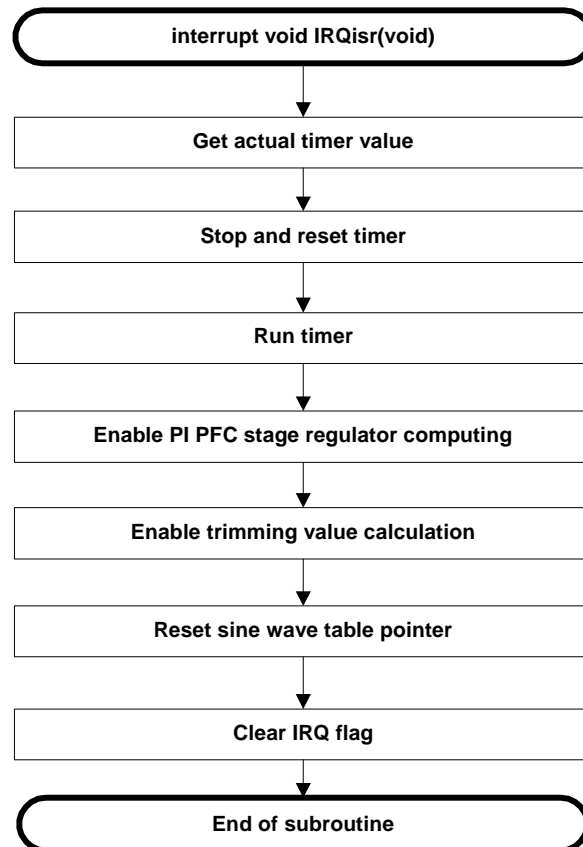 interrupt void IRQisr(void)
Get actual timer value
Stop and reset timer
Run timer
Enable PI PFC stage regulator computing
Enable trimming value calculation
Reset sine wave table pointer
Clear IRQ flag
End of subroutine